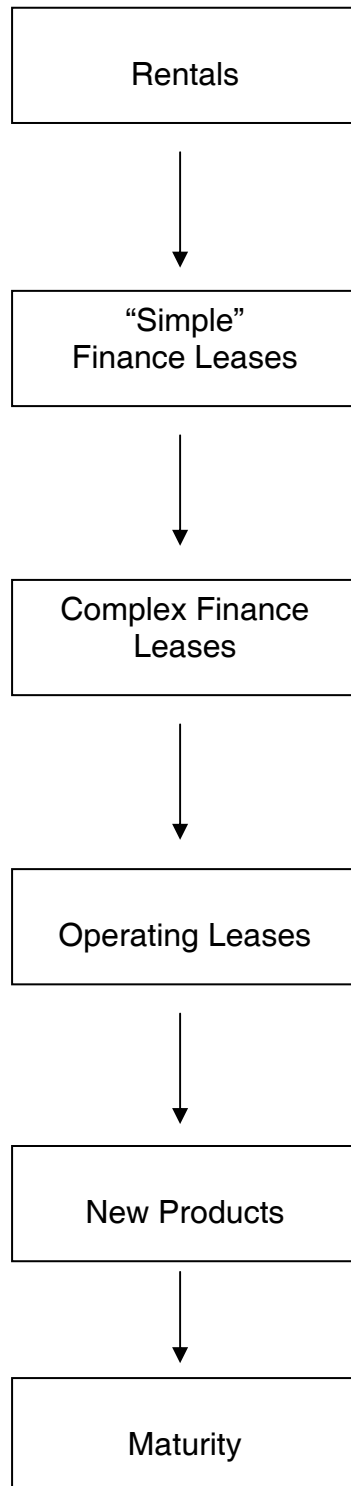 Rentals
“Simple”
Finance Leases
Complex Finance
Leases
Operating Leases
New Products
Maturity